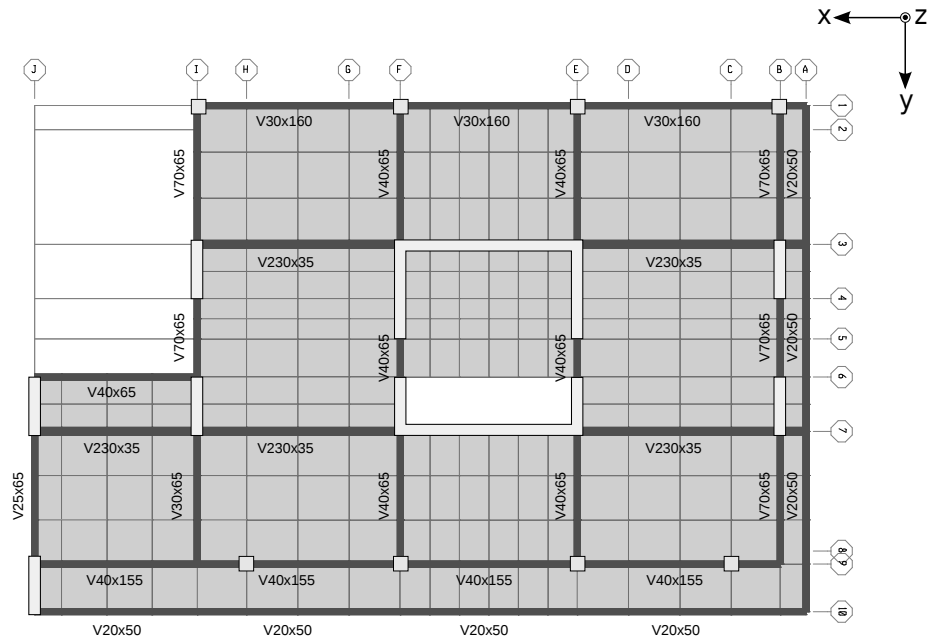 x z
y
J I H G F E D C B A
1
V30x160 V30x160 V30x160
2
V70x65 V40x65 V40x65 V70x65 V20x50
3
V230x35 V230x35
4
V70x65 V40x65 V40x65 V70x65 V20x50
5
6
V40x65
7
V230x35 V230x35 V230x35
V25x65 V30x65 V40x65 V40x65 V70x65 V20x50
8
9
V40x155 V40x155 V40x155 V40x155
10
V20x50 V20x50 V20x50 V20x50